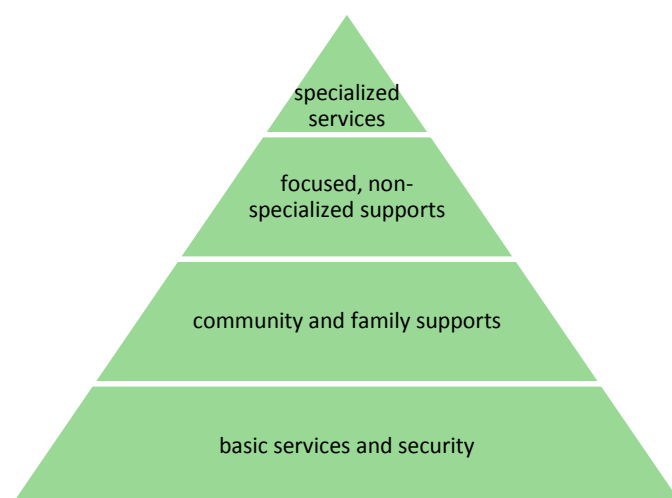 specialized
services
focused, non-
specialized supports
community and family supports
basic services and security